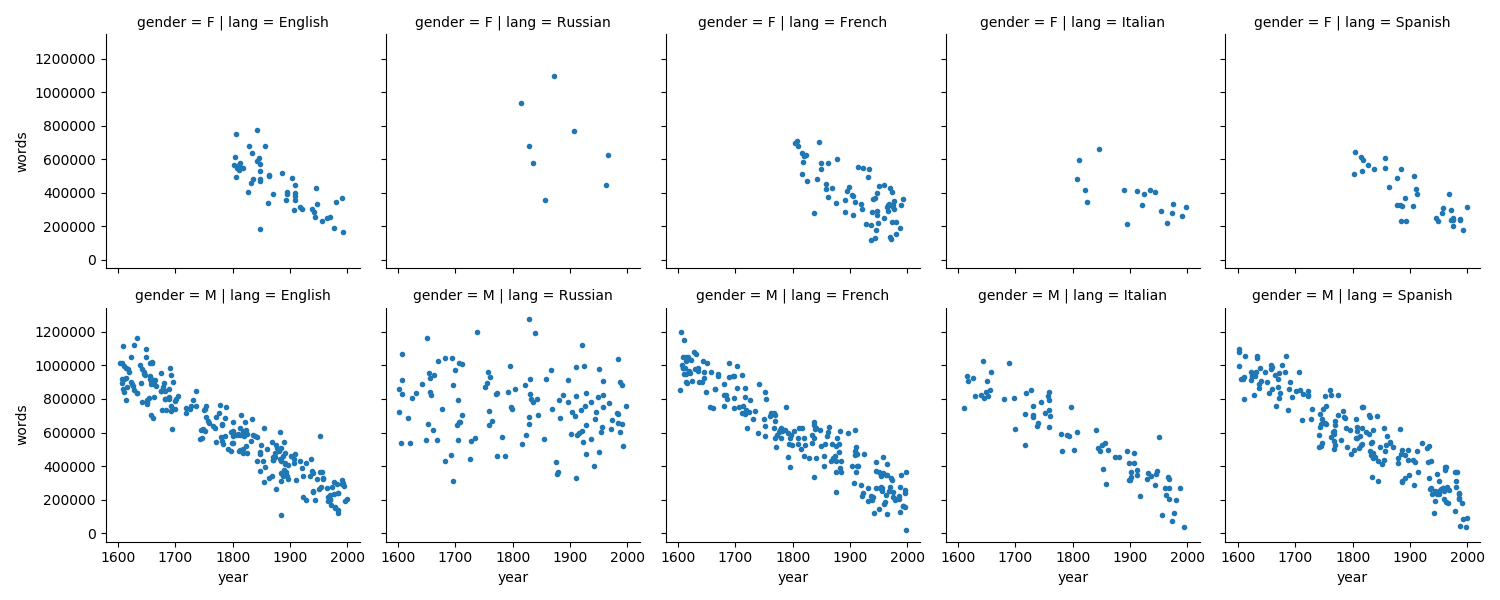 gender = F | lang = English
gender = F | lang = Russian
gender = F | lang = French
gender = F | lang = Italian
gender = F | lang = Spanish
words
1200000
1000000
800000
600000
400000
200000
0
gender = M | lang = English
gender = M | lang = Russian
gender = M | lang = French
gender = M | lang = Italian
gender = M | lang = Spanish
words
1200000
1000000
800000
600000
400000
200000
0
1600 1700 1800 1900 2000
1600 1700 1800 1900 2000
1600 1700 1800 1900 2000
1600 1700 1800 1900 2000
1600 1700 1800 1900 2000
year
year
year
year
year